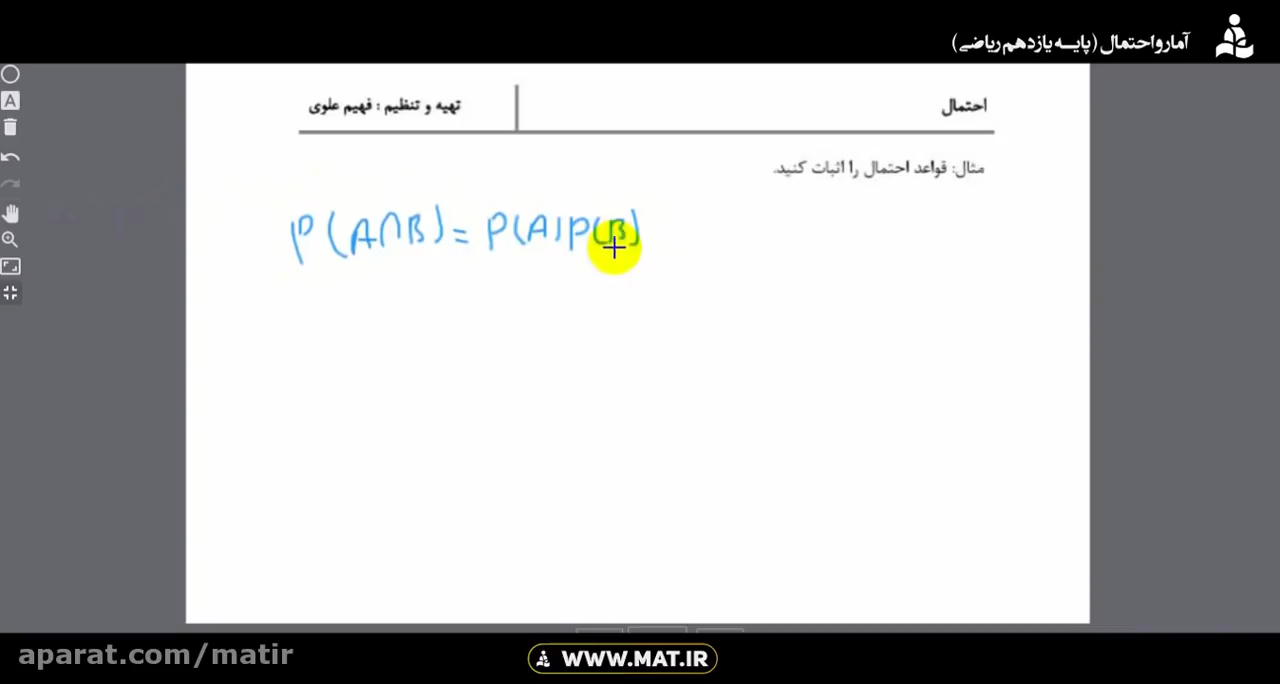 آمار و احتمال (پایه یازدهم ریاضی)
احتمال
تهیه و تنظیم : فهیم علوی
مثال: قواعد احتمال را اثبات کنید.
P(A∩B) = P(A)P(B)
aparat.com/matir
WWW.MAT.IR